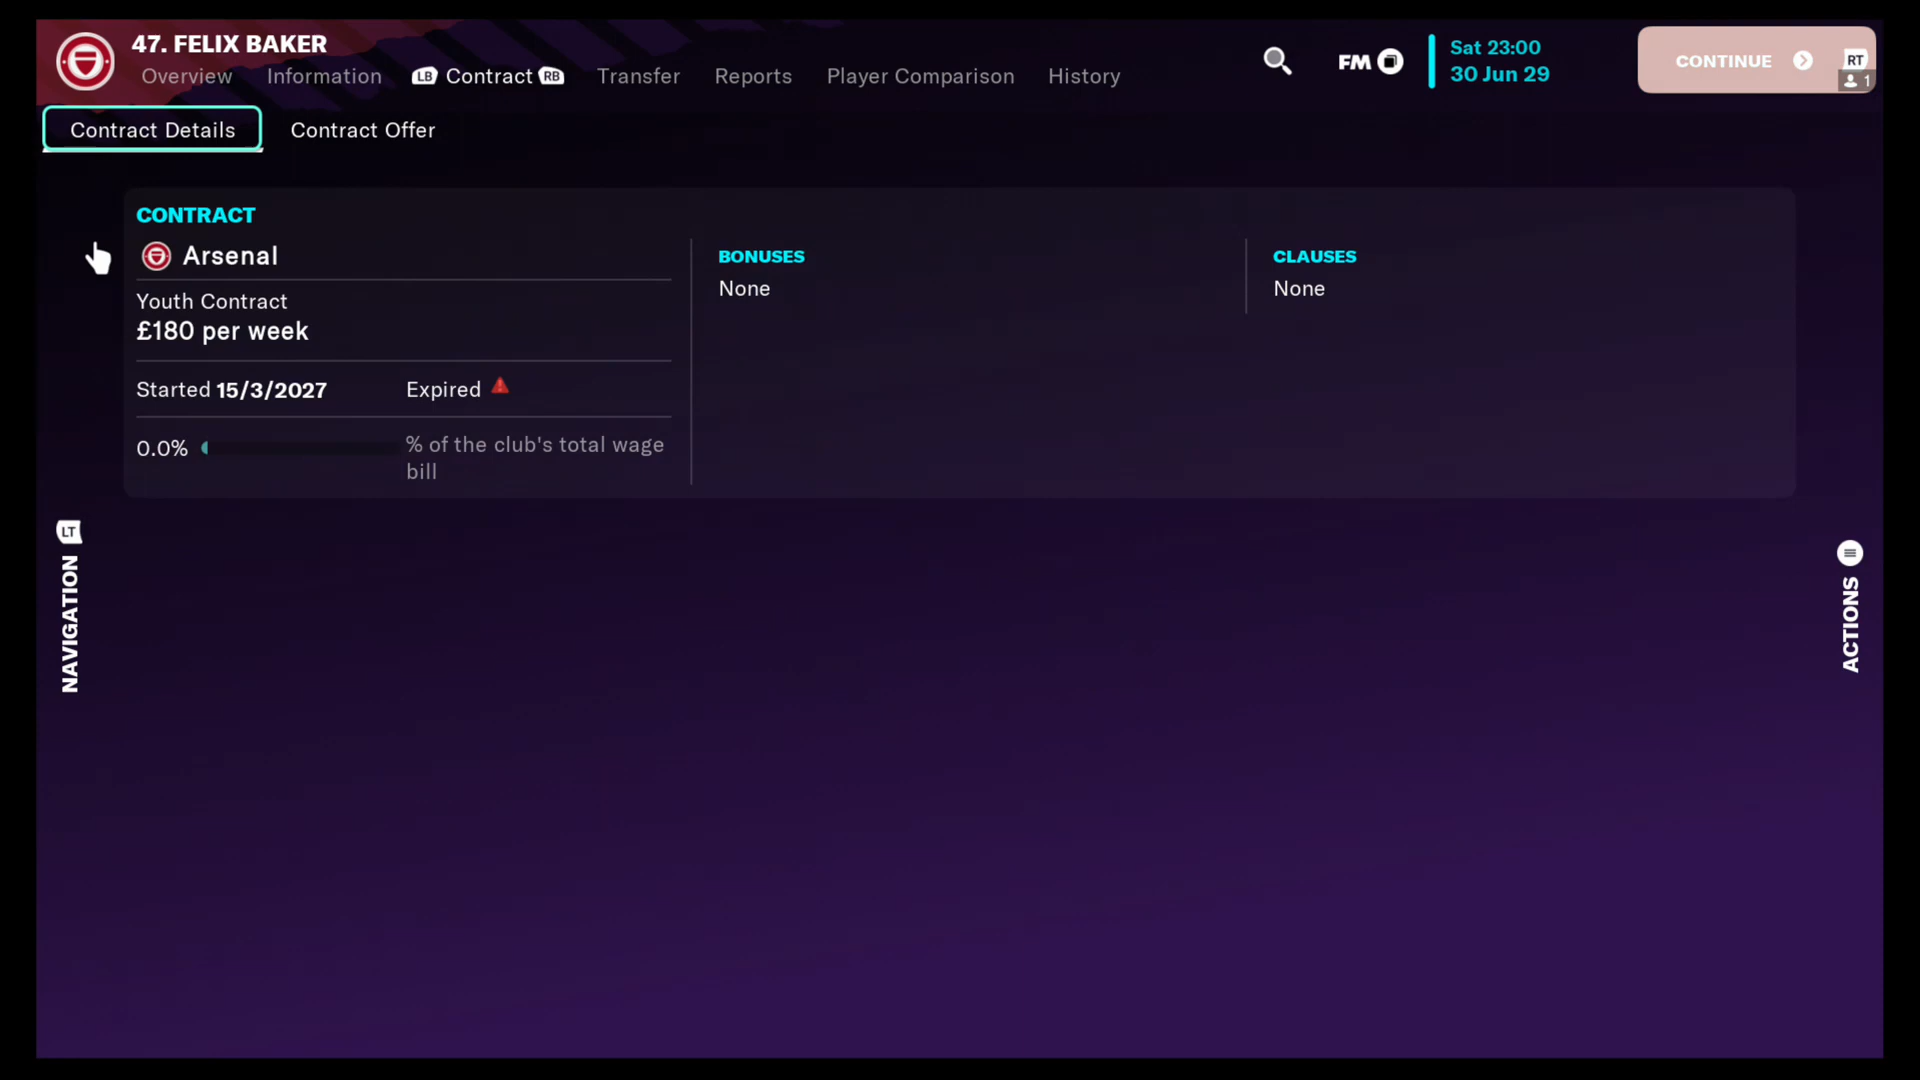 47. FELIX BAKER
Overview Information LB Contract RB Transfer Reports Player Comparison History
FM
Sat 23:00
30 Jun 29
CONTINUE RT
1
Contract Details Contract Offer
CONTRACT
Arsenal
Youth Contract
£180 per week
Started 15/3/2027 Expired
0.0% % of the club's total wage
bill
BONUSES
None
CLAUSES
None
LT
NAVIGATION
ACTIONS